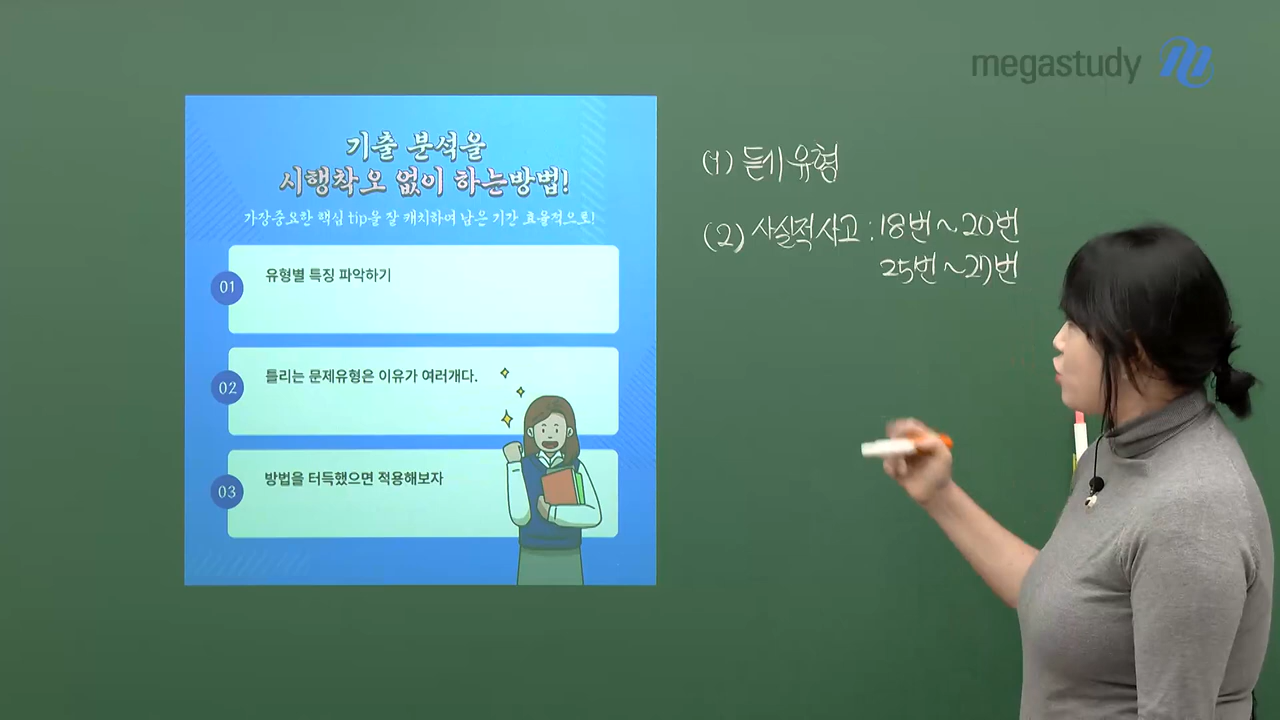 megastudy
기출 분석을
시행착오 없이 하는방법!
가장중요한 핵심 tip을 잘 캐치하여 남은 기간 효율적으로!
01
유형별 특징 파악하기
02
틀리는 문제유형은 이유가 여러개다.
03
방법을 터득했으면 적용해보자
(1) 듣기유형
(2) 사실적사고 : 18번 ~ 20번
25번 ~ 27번